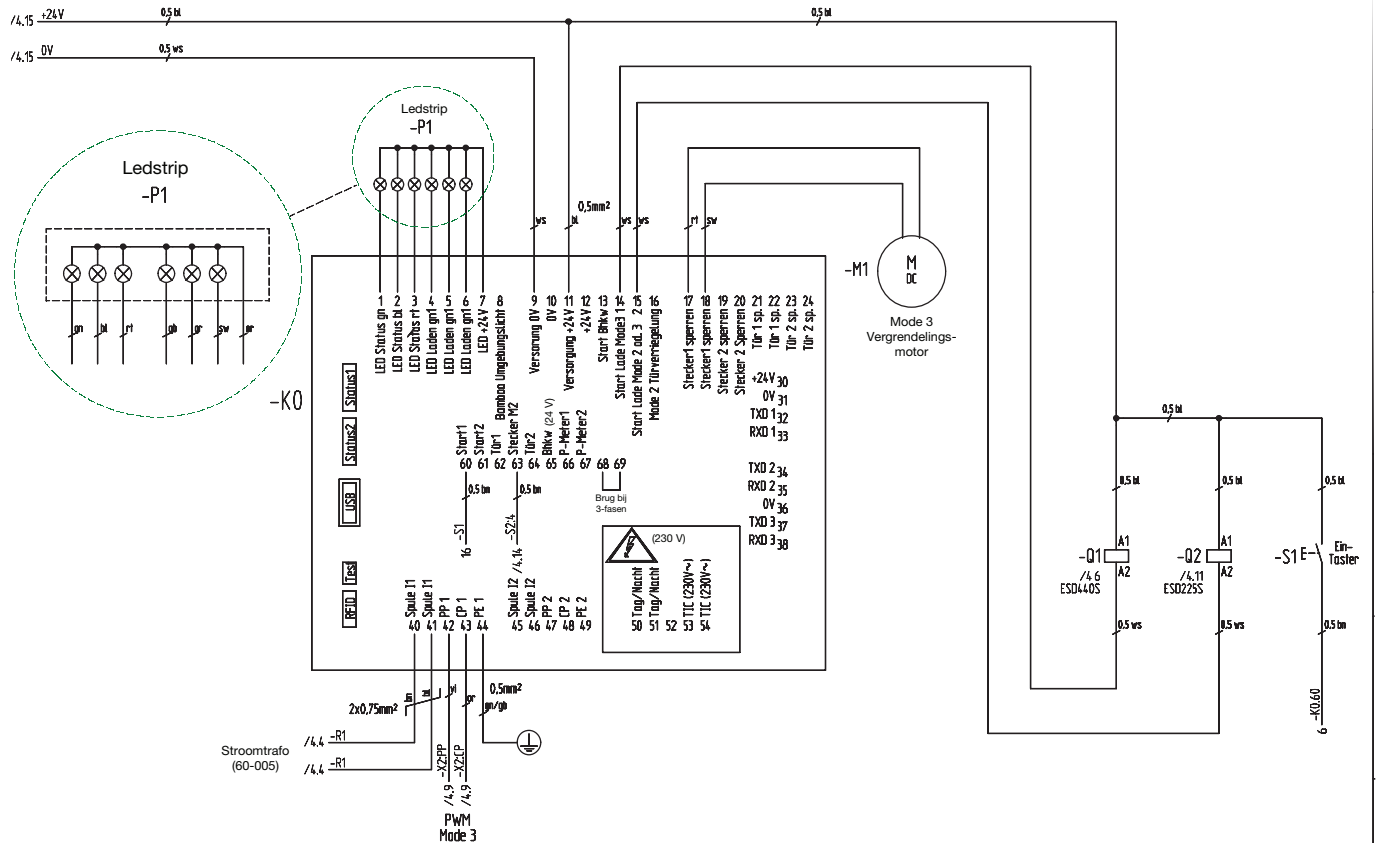 /4.15 +24V
0,5 bl
0,5 bl
/4.15 0V
0,5 ws
Ledstrip
-P1
Ledstrip
-P1
gn
bl
rt
gb
gr
sw
or
ws
bl
0,5mm²
ws
ws
rt
sw
-M1
M
DC
Mode 3
Vergrendelings-
motor
-K0
1 LED Status gn
2 LED Status bl
3 LED Status rt
4 LED Laden gn1
5 LED Laden gn1
6 LED Laden gn1
7 LED +24V
8 Bambaa Umgebungslicht
9 Versorung 0V
10 0V
11 Versorgung +24V
12 +24V
13 Start Bhkw
14 Start Lade Mode3 1
15 Start Lade Mode 2 od. 3 2
16 Mode 2 Türverriegelung
17 Stecker1 sperren
18 Stecker1 sperren
19 Stecker 2 sperren
20 Stecker 2 Sperren
21 Tür 1 sp.
22 Tür 1 sp.
23 Tür 2 sp.
24 Tür 2 sp.
+24V 30
0V 31
TXD 1 32
RXD 1 33
TXD 2 34
RXD 2 35
0V 36
TXD 3 37
RXD 3 38
Status1
Status2
USB
Test
RFID
60 Start1
61 Start2
62 Tür1
63 Stecker M2
64 Tür2
65 Bhkw (24 V)
66 P-Meter1
67 P-Meter2
68
69
Brug bij
3-fasen
0,5 bn
0,5 bn
16 -S1
/4.14 -S2:4
(230 V)
50 Tag/Nacht
51 Tag/Nacht
52
53 TIC (230V~)
54 TIC (230V~)
40 Spule I1
41 Spule I1
42 PP 1
43 CP 1
44 PE 1
45 Spule I2
46 Spule I2
47 PP 2
48 CP 2
49 PE 2
bn
bl
vi
or
gn/gb
0,5mm²
2x0,75mm²
Stroomtrafo
(60-005)
/4.4 -R1
/4.4 -R1
/4.9 -X2:PP
/4.9 -X2:CP
PWM
Mode 3
0,5 bl
0,5 bl
0,5 bl
0,5 bl
-Q1
/4 6
ESD440S
A1
A2
-Q2
/4.11
ESD225S
A1
A2
-S1 E
Ein-
Taster
0.5 ws
0.5 ws
0.5 bn
6 -K0.60